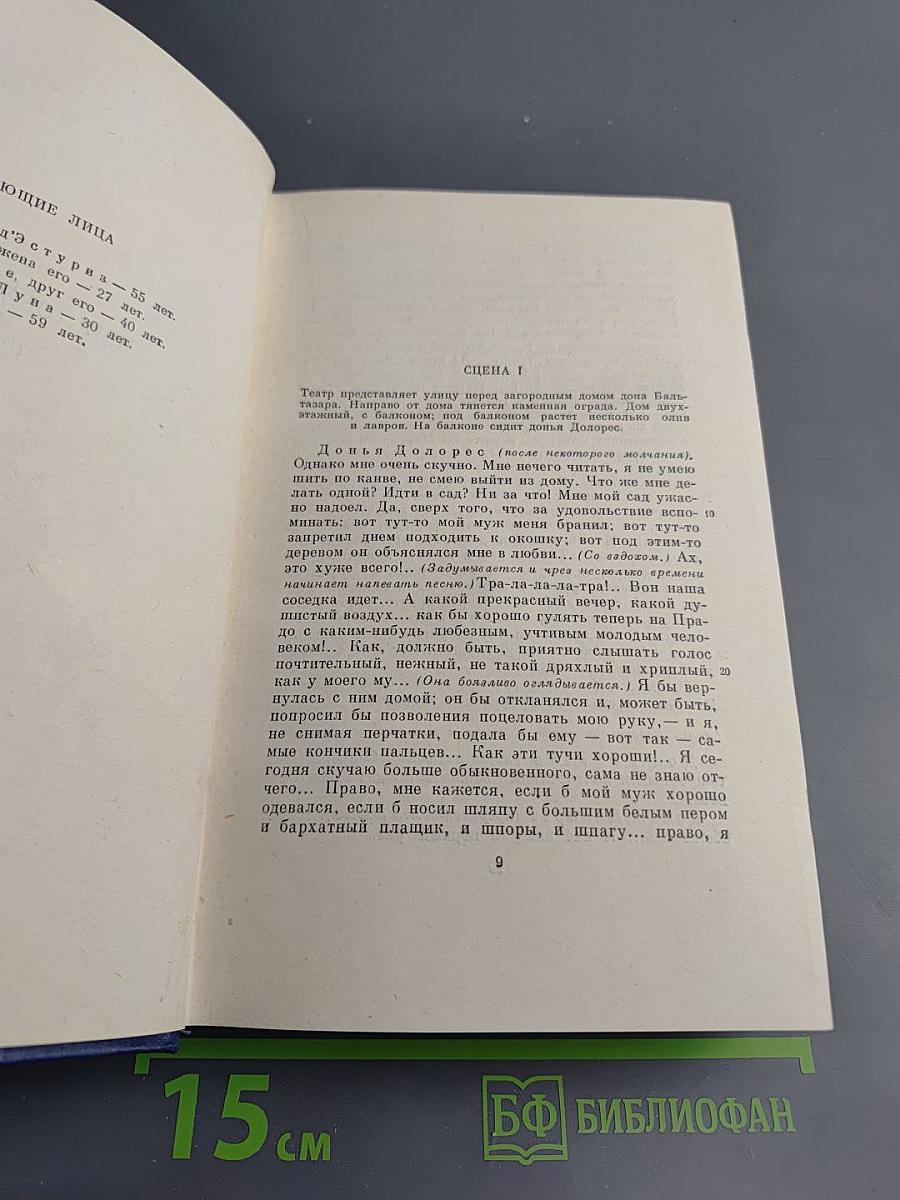 ЮЩИЕ ЛИЦА
д'Эстуриз — 55 лет.
жена его — 27 лет.
е, друг его — 40 лет.
Луна — 30 лет.
— 59 лет.
СЦЕНА I
Театр представляет улицу перед загородным домом дона Баль-
тазара. Направо от дома тянется каменная ограда. Дом двух-
этажный, с балконом; под балконом растет несколько олив
и лавров. На балконе сидит донья Долорес.
Донья Долорес (после некоторого молчания).
Однако мне очень скучно. Мне нечего читать, я не умею
шить по канве, не смею выйти из дому. Что же мне де-
лать одной? Идти в сад? Ни за что! Мне мой сад ужас-
но надоел. Да, сверх того, что за удовольствие вспо- 10
минать: вот тут-то мой муж меня бранил; вот тут-то
запретил днем подходить к окошку; вот под этим-то
деревом он объяснялся мне в любви... (Со вздохом.) Ах,
это хуже всего!.. (Задумывается и чрез несколько времени
начинает напевать песню.) Тра-ла-ла-ла-тра!.. Вон наша
соседка идет... А какой прекрасный вечер, какой ду-
шистый воздух... как бы хорошо гулять теперь на Пра-
до с каким-нибудь любезным, учтивым молодым чело-
веком!.. Как, должно быть, приятно слышать голос
почтительный, нежный, не такой дряхлый и хриплый, 20
как у моего му... (Она боязливо оглядывается.) Я бы вер-
нулась с ним домой; он бы откланялся и, может быть,
попросил бы позволения поцеловать мою руку,— и я,
не снимая перчатки, подала бы ему — вот так — са-
мые кончики пальцев... Как эти тучи хороши!.. Я се-
годня скучаю больше обыкновенного, сама не знаю от-
чего... Право, мне кажется, если б мой муж хорошо
одевался, если б носил шляпу с большим белым пером
и бархатный плащик, и шпоры, и шпагу... право, я
9
15 см
БФ БИБЛИОФАН